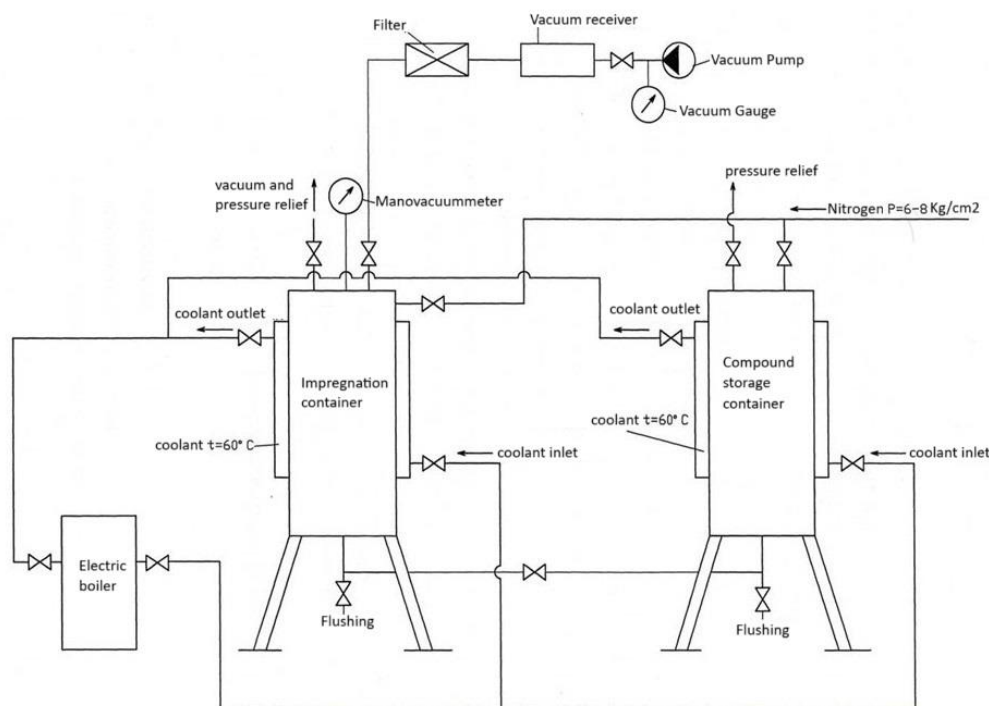 Vacuum receiver
Filter
Vacuum Pump
Vacuum Gauge
vacuum and
pressure relief
Manovacuummeter
pressure relief
Nitrogen P=6-8 Kg/cm2
coolant outlet
coolant outlet
Impregnation
container
Compound
storage
container
coolant t=60° C
coolant t=60° C
coolant inlet
coolant inlet
Electric
boiler
Flushing
Flushing